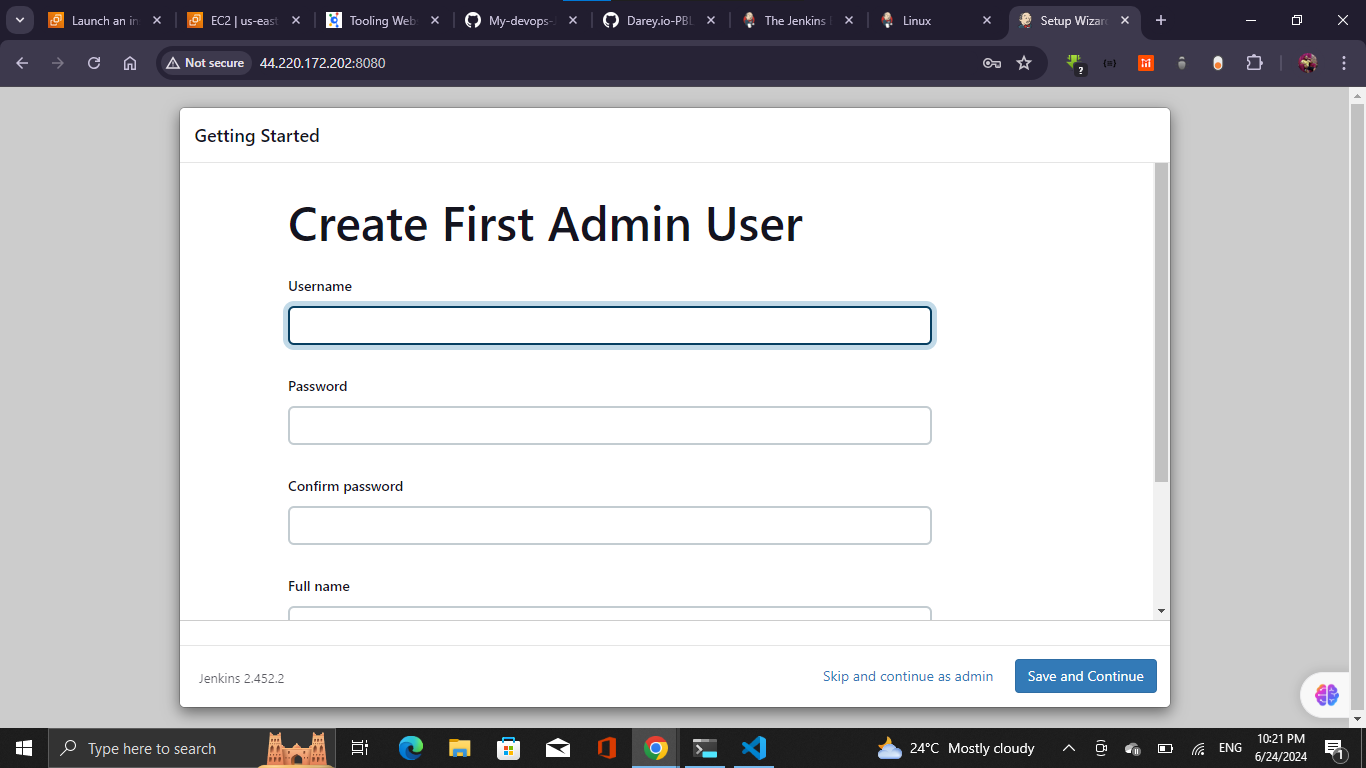 Launch an in
EC2 | us-east
Tooling Web
My-devops-
Darey.io-PBL
The Jenkins
Linux
Setup Wizard
Not secure
44.220.172.202:8080
Getting Started
Create First Admin User
Username
Password
Confirm password
Full name
Jenkins 2.452.2
Skip and continue as admin
Save and Continue
Type here to search
24°C Mostly cloudy
ENG
10:21 PM
6/24/2024
1